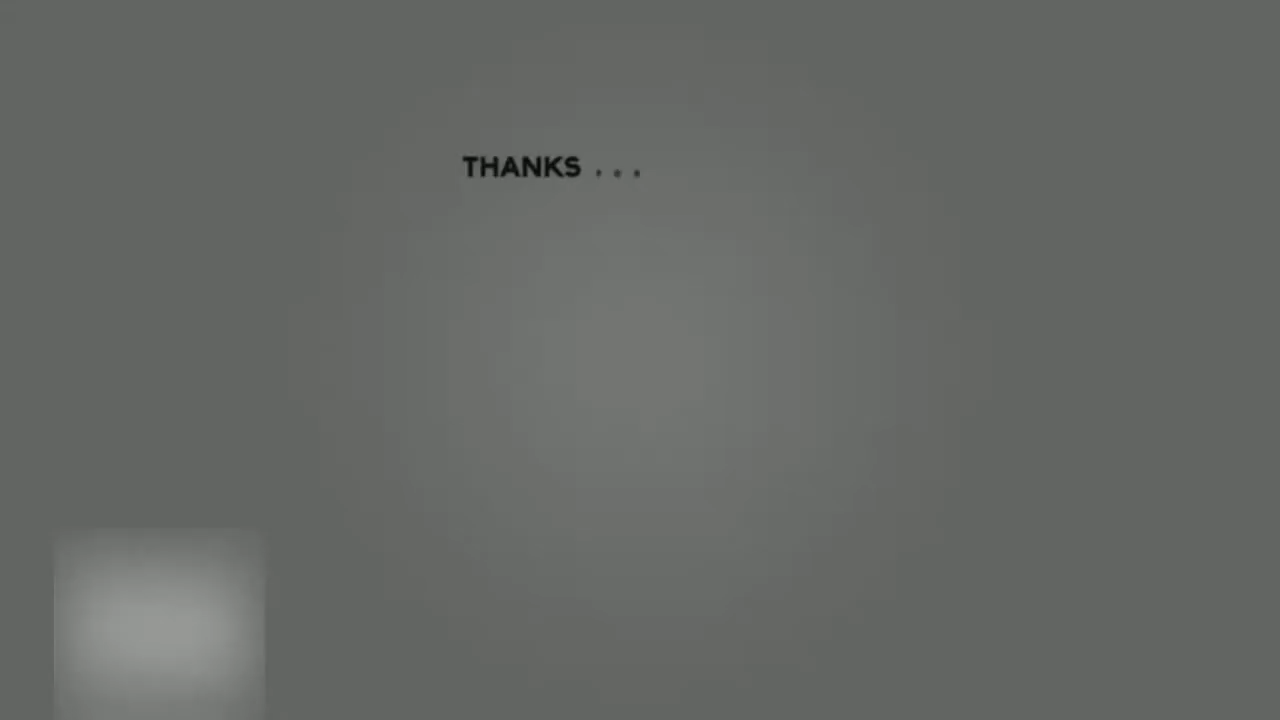 THANKS . . .